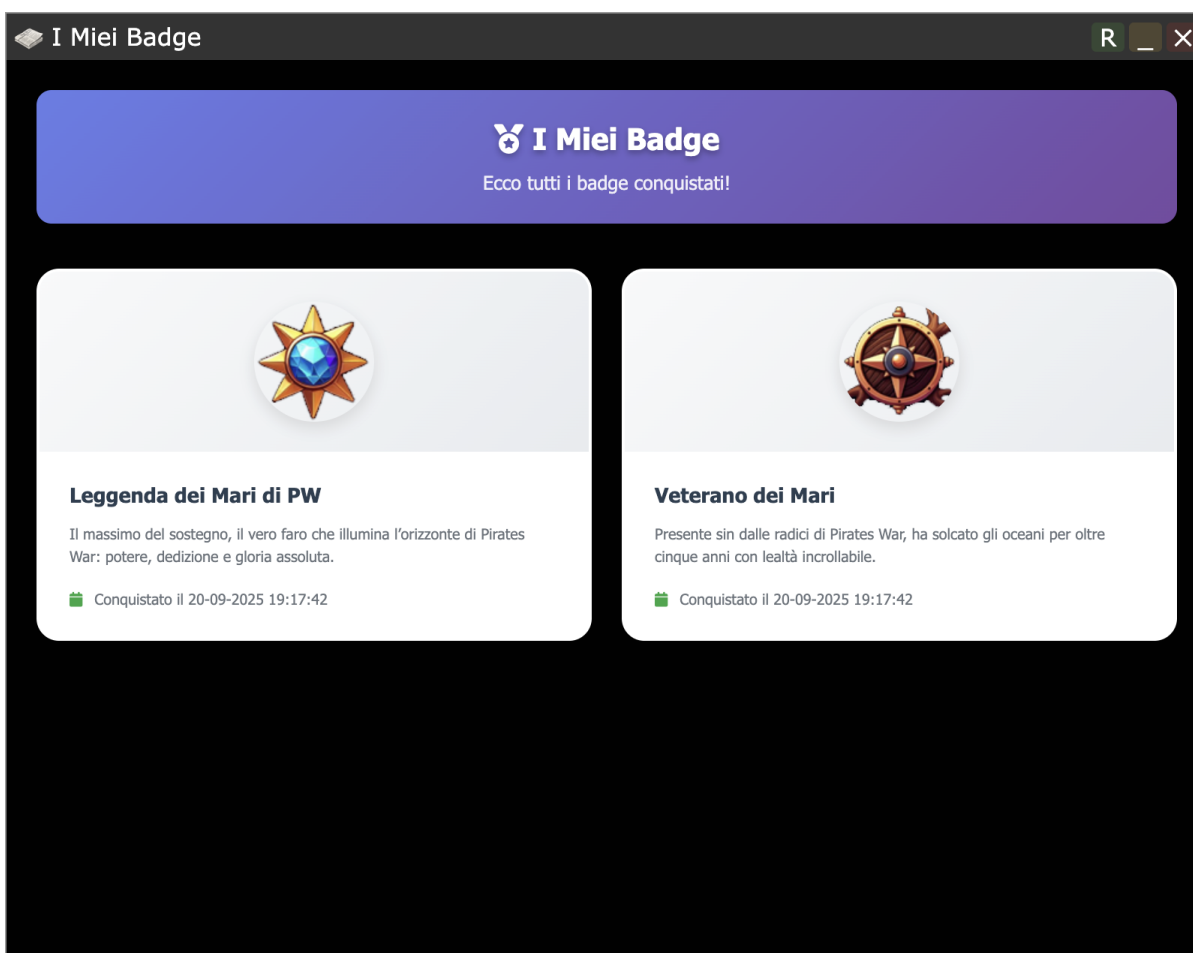 I Miei Badge
R _ X
I Miei Badge
Ecco tutti i badge conquistati!
Leggenda dei Mari di PW
Il massimo del sostegno, il vero faro che illumina l’orizzonte di Pirates
War: potere, dedizione e gloria assoluta.
Conquistato il 20-09-2025 19:17:42
Veterano dei Mari
Presente sin dalle radici di Pirates War, ha solcato gli oceani per oltre
cinque anni con lealtà incrollabile.
Conquistato il 20-09-2025 19:17:42